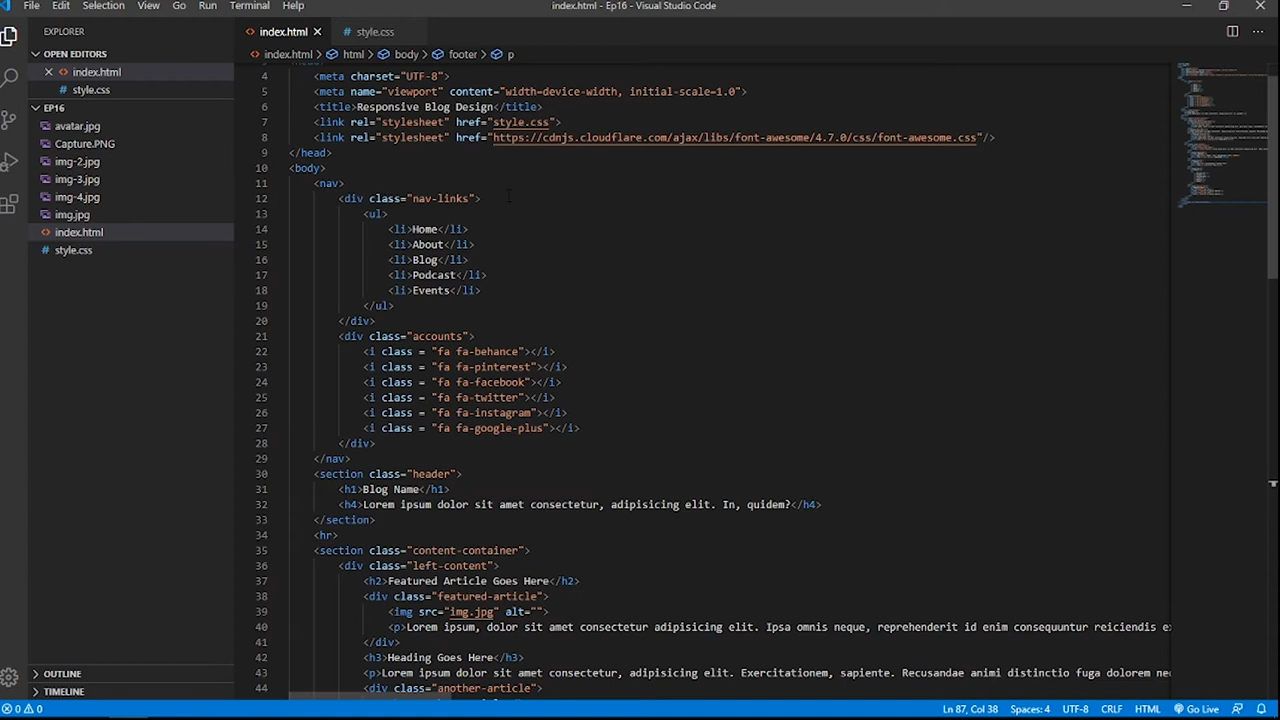 File Edit Selection View Go Run Terminal Help index.html - Ep16 - Visual Studio Code
EXPLORER
OPEN EDITORS
index.html
style.css
EP16
avatar.jpg
Capture.PNG
img-2.jpg
img-3.jpg
img-4.jpg
img.jpg
index.html
style.css
OUTLINE
TIMELINE
index.html style.css
index.html > html > body > footer > p
4 <meta charset="UTF-8">
5 <meta name="viewport" content="width=device-width, initial-scale=1.0">
6 <title>Responsive Blog Design</title>
7 <link rel="stylesheet" href="style.css">
8 <link rel="stylesheet" href="https://cdnjs.cloudflare.com/ajax/libs/font-awesome/4.7.0/css/font-awesome.css"/>
9 </head>
10 <body>
11 <nav>
12 <div class="nav-links">
13 <ul>
14 <li>Home</li>
15 <li>About</li>
16 <li>Blog</li>
17 <li>Podcast</li>
18 <li>Events</li>
19 </ul>
20 </div>
21 <div class="accounts">
22 <i class = "fa fa-behance"></i>
23 <i class = "fa fa-pinterest"></i>
24 <i class = "fa fa-facebook"></i>
25 <i class = "fa fa-twitter"></i>
26 <i class = "fa fa-instagram"></i>
27 <i class = "fa fa-google-plus"></i>
28 </div>
29 </nav>
30 <section class="header">
31 <h1>Blog Name</h1>
32 <h4>Lorem ipsum dolor sit amet consectetur, adipisicing elit. In, quidem?</h4>
33 </section>
34 <hr>
35 <section class="content-container">
36 <div class="left-content">
37 <h2>Featured Article Goes Here</h2>
38 <div class="featured-article">
39 <img src="img.jpg" alt="">
40 <p>Lorem ipsum, dolor sit amet consectetur adipisicing elit. Ipsa omnis neque, reprehenderit id enim consequuntur reiciendis e
41 </div>
42 <h3>Heading Goes Here</h3>
43 <p>Lorem ipsum dolor sit amet consectetur, adipisicing elit. Exercitationem, sapiente. Recusandae animi distinctio fuga dolorem ne
44 <div class="another-article">
0 0 Ln 87, Col 38 Spaces: 4 UTF-8 CRLF HTML Go Live